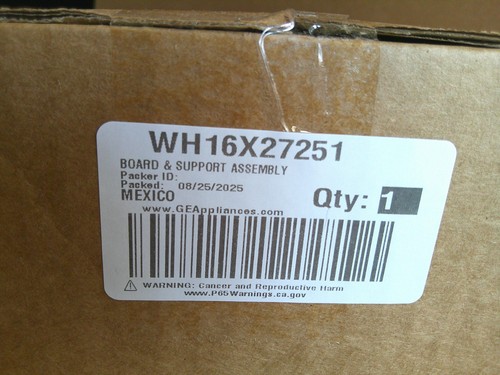 WH16X27251
BOARD & SUPPORT ASSEMBLY
Packer ID:
Packed: 08/25/2025
MEXICO
Qty: 1
www.GEAppliances.com
WARNING: Cancer and Reproductive Harm
www.P65Warnings.ca.gov